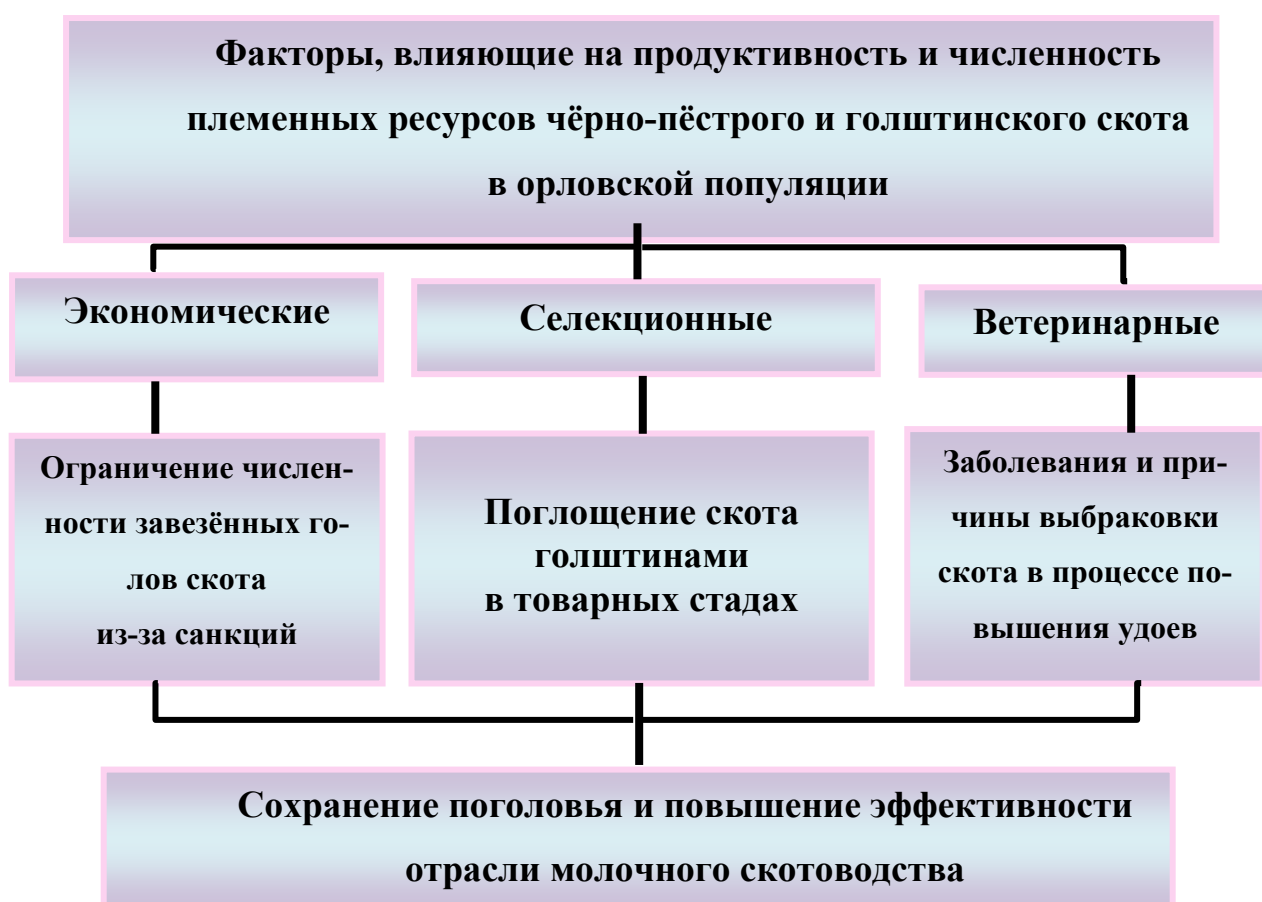 Факторы, влияющие на продуктивность и численность
племенных ресурсов чёрно-пёстрого и голштинского скота
в орловской популяции
Экономические
Селекционные
Ветеринарные
Ограничение числен-
ности завезённых го-
лов скота
из-за санкций
Поглощение скота
голштинами
в товарных стадах
Заболевания и при-
чины выбраковки
скота в процессе по-
вышения удоев
Сохранение поголовья и повышение эффективности
отрасли молочного скотоводства